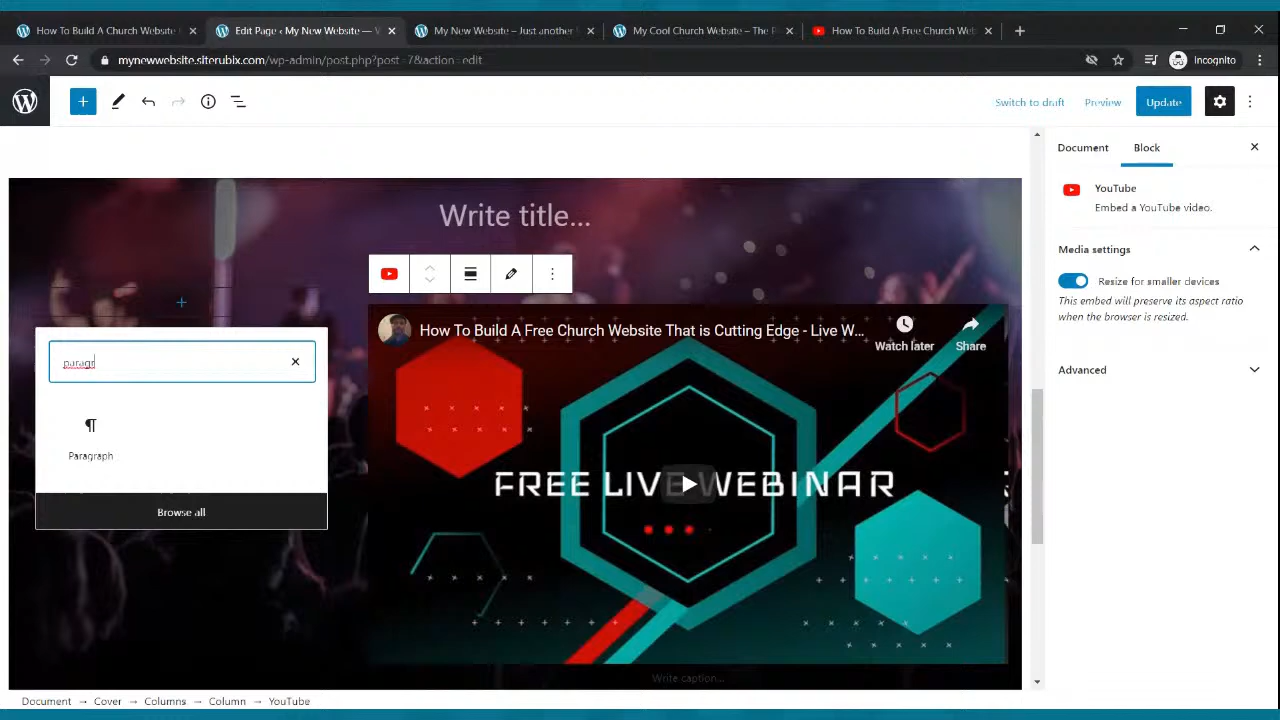 How To Build A Church Website
Edit Page ‹ My New Website —
My New Website – Just another
My Cool Church Website – The
How To Build A Free Church Web
mynewwebsite.siterubix.com/wp-admin/post.php?post=7&action=edit
Incognito
Switch to draft
Preview
Update
Document
Block
YouTube
Embed a YouTube video.
Write title...
Media settings
Resize for smaller devices
This embed will preserve its aspect ratio
when the browser is resized.
Advanced
How To Build A Free Church Website That is Cutting Edge - Live W...
Watch later
Share
paragr
Paragraph
Browse all
FREE LIVE WEBINAR
Write caption...
Document → Cover → Columns → Column → YouTube